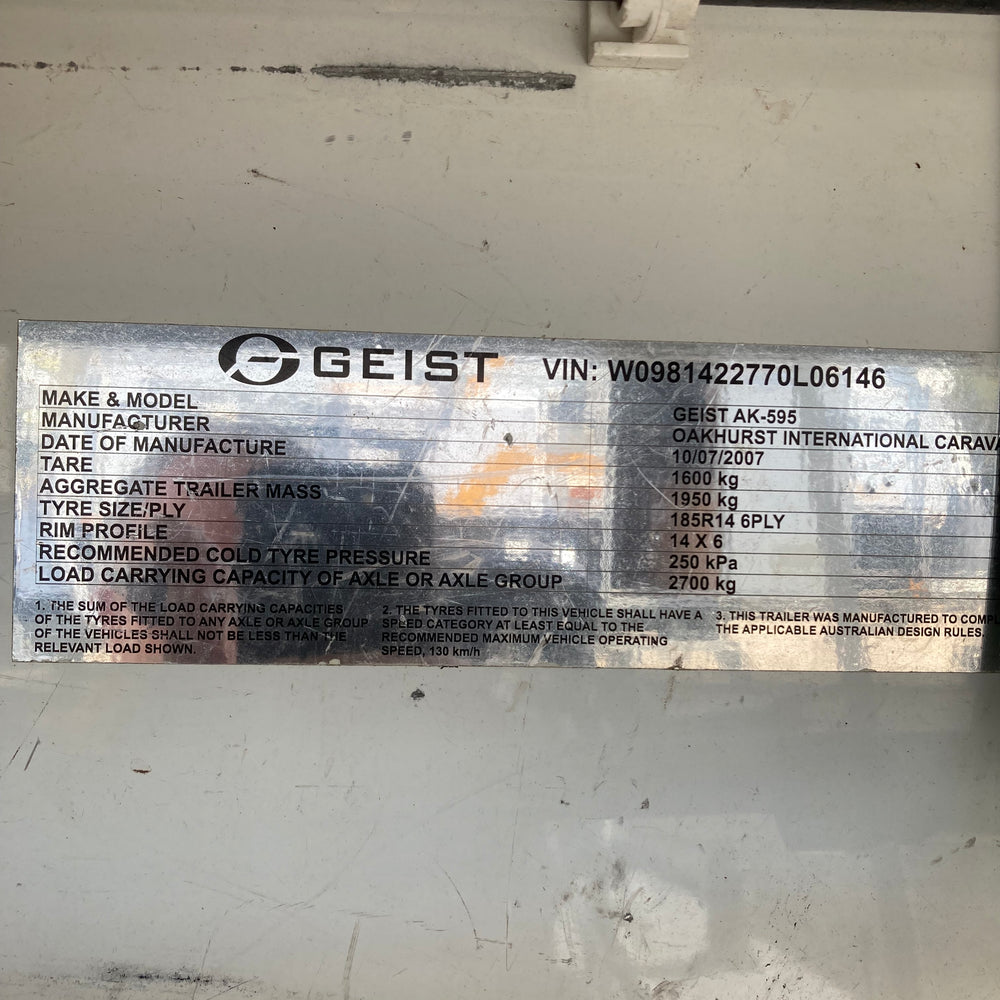 GEIST VIN: W0981422770L06146
MAKE & MODEL GEIST AK-595
MANUFACTURER OAKHURST INTERNATIONAL CARAVA
DATE OF MANUFACTURE 10/07/2007
TARE 1600 kg
AGGREGATE TRAILER MASS 1950 kg
TYRE SIZE/PLY 185R14 6PLY
RIM PROFILE 14 X 6
RECOMMENDED COLD TYRE PRESSURE 250 kPa
LOAD CARRYING CAPACITY OF AXLE OR AXLE GROUP 2700 kg
1. THE SUM OF THE LOAD CARRYING CAPACITIES
OF THE TYRES FITTED TO ANY AXLE OR AXLE GROUP
OF THE VEHICLES SHALL NOT BE LESS THAN THE
RELEVANT LOAD SHOWN.
2. THE TYRES FITTED TO THIS VEHICLE SHALL HAVE A
SPEED CATEGORY AT LEAST EQUAL TO THE
RECOMMENDED MAXIMUM VEHICLE OPERATING
SPEED, 130 km/h
3. THIS TRAILER WAS MANUFACTURED TO COMPL
THE APPLICABLE AUSTRALIAN DESIGN RULES.